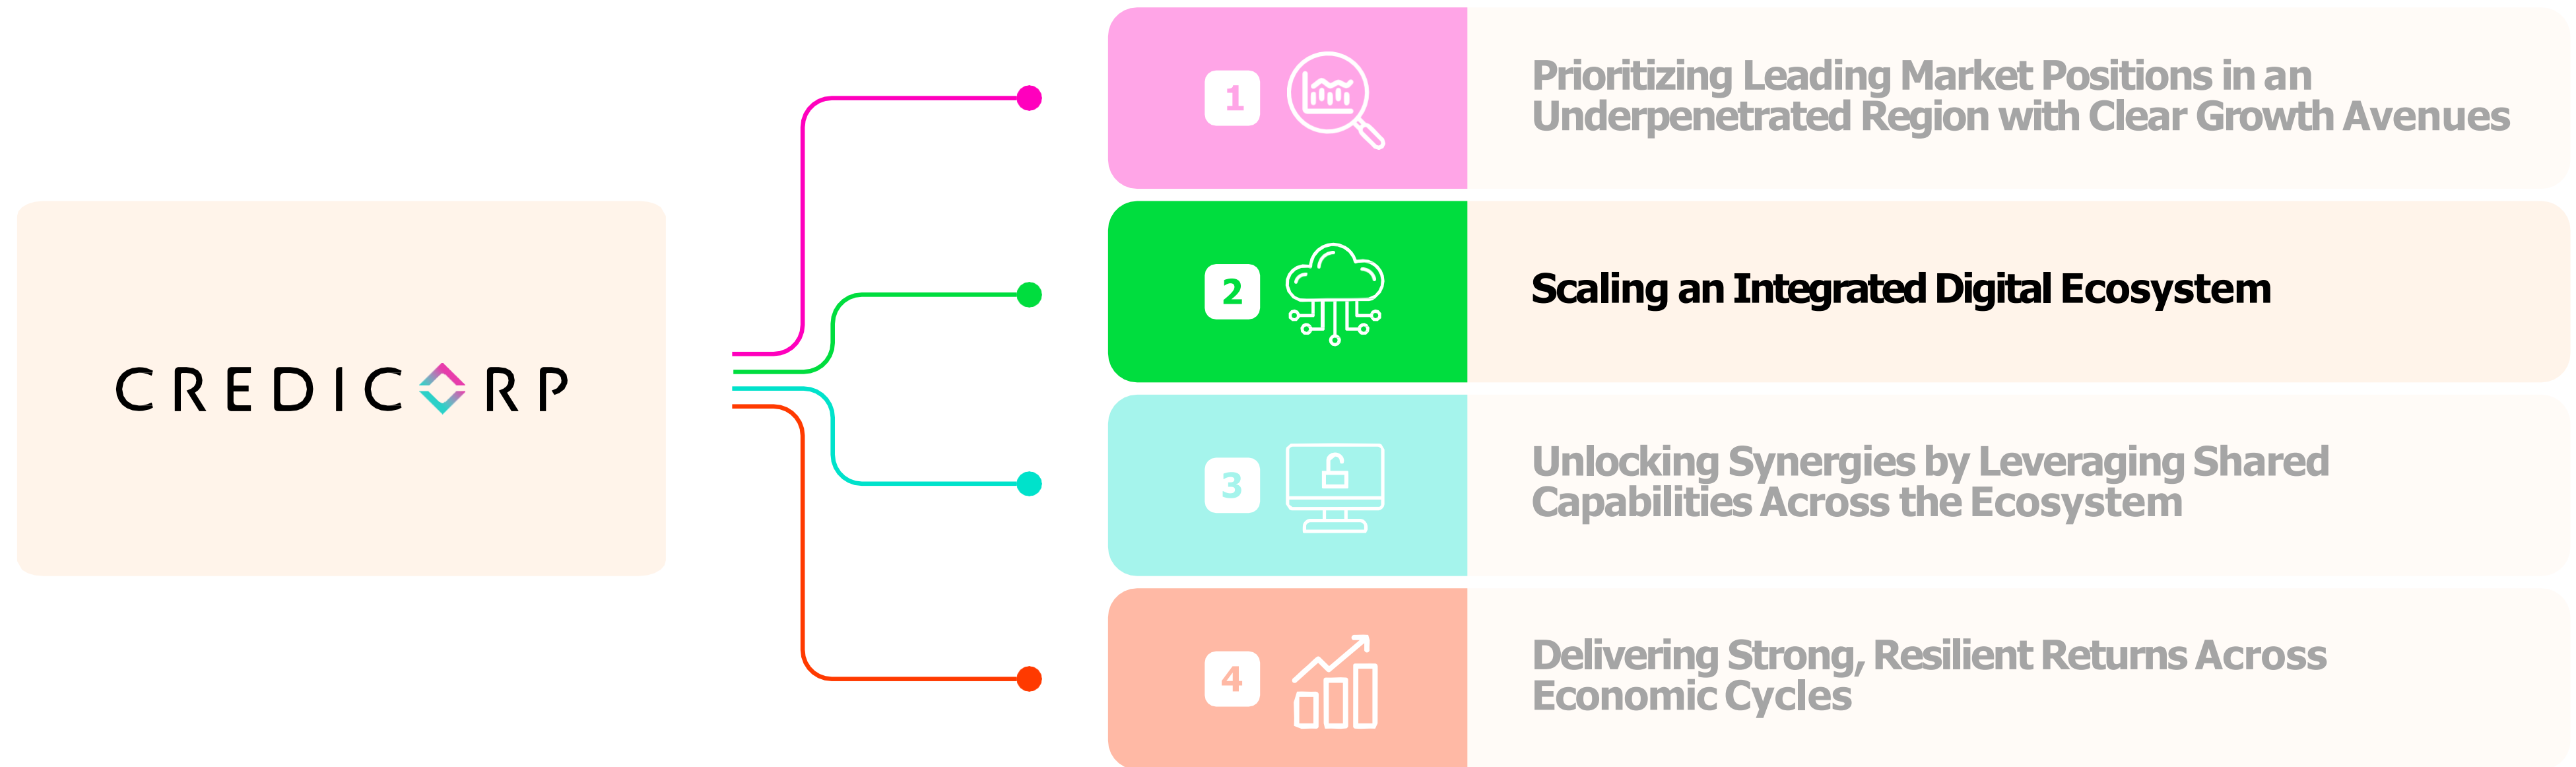 CREDICORP
1
Prioritizing Leading Market Positions in an
Underpenetrated Region with Clear Growth Avenues
2
Scaling an Integrated Digital Ecosystem
3
Unlocking Synergies by Leveraging Shared
Capabilities Across the Ecosystem
4
Delivering Strong, Resilient Returns Across
Economic Cycles